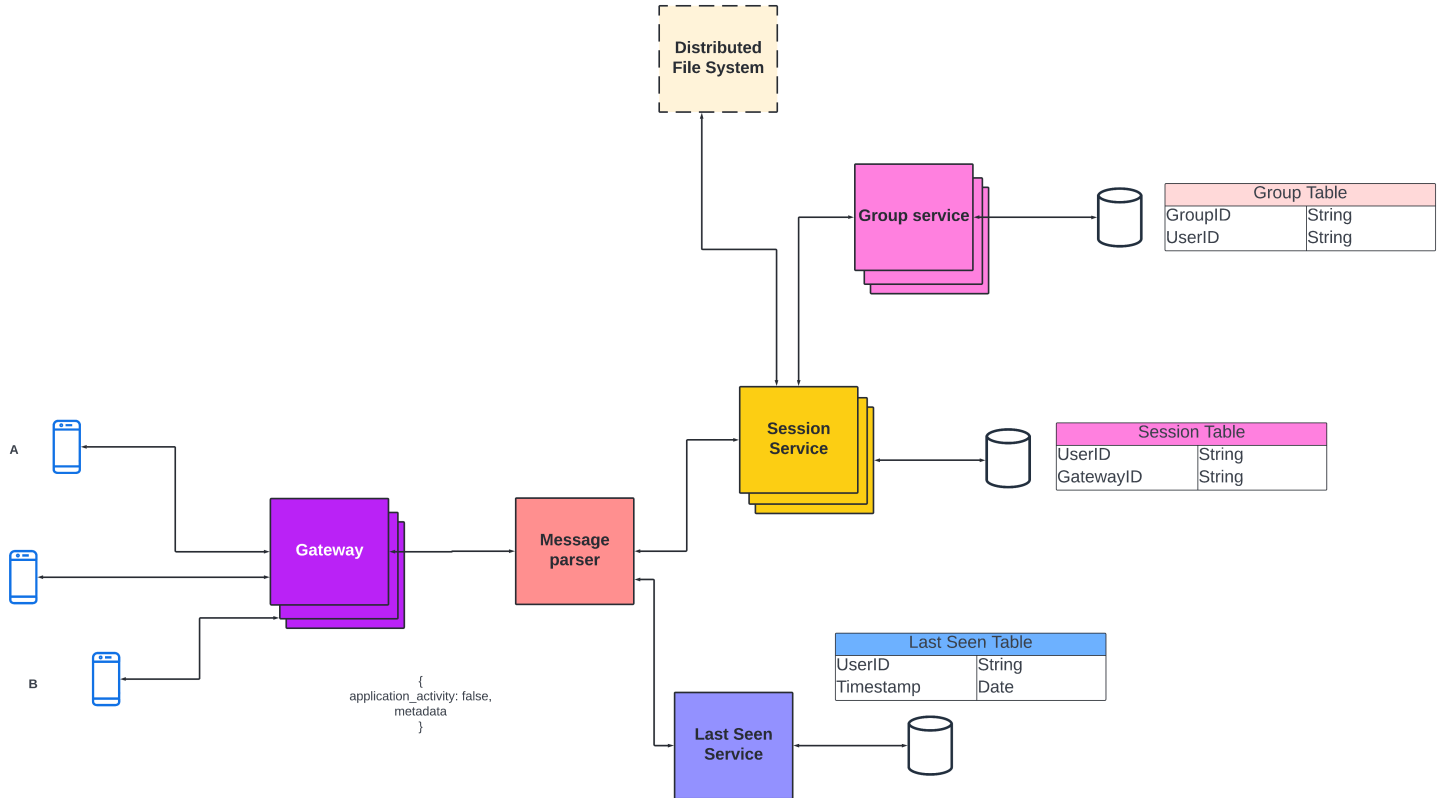 Distributed
File System
Group service
Group Table
GroupID String
UserID String
Session
Service
Session Table
UserID String
GatewayID String
A
Gateway
Message
parser
B
{
application_activity: false,
metadata
}
Last Seen Table
UserID String
Timestamp Date
Last Seen
Service